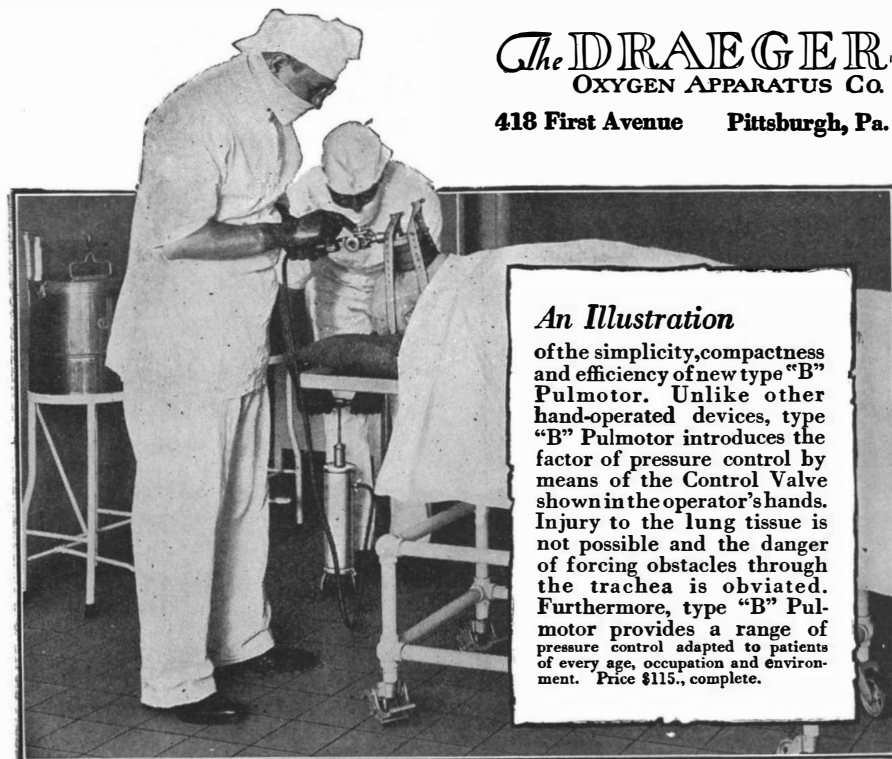 The DRAEGER
OXYGEN APPARATUS CO.
418 First Avenue Pittsburgh, Pa.
An Illustration
of the simplicity, compactness
and efficiency of new type "B"
Pulmotor. Unlike other
hand-operated devices, type
"B" Pulmotor introduces the
factor of pressure control by
means of the Control Valve
shown in the operator's hands.
Injury to the lung tissue is
not possible and the danger
of forcing obstacles through
the trachea is obviated.
Furthermore, type "B" Pul-
motor provides a range of
pressure control adapted to patients
of every age, occupation and environ-
ment. Price $115., complete.